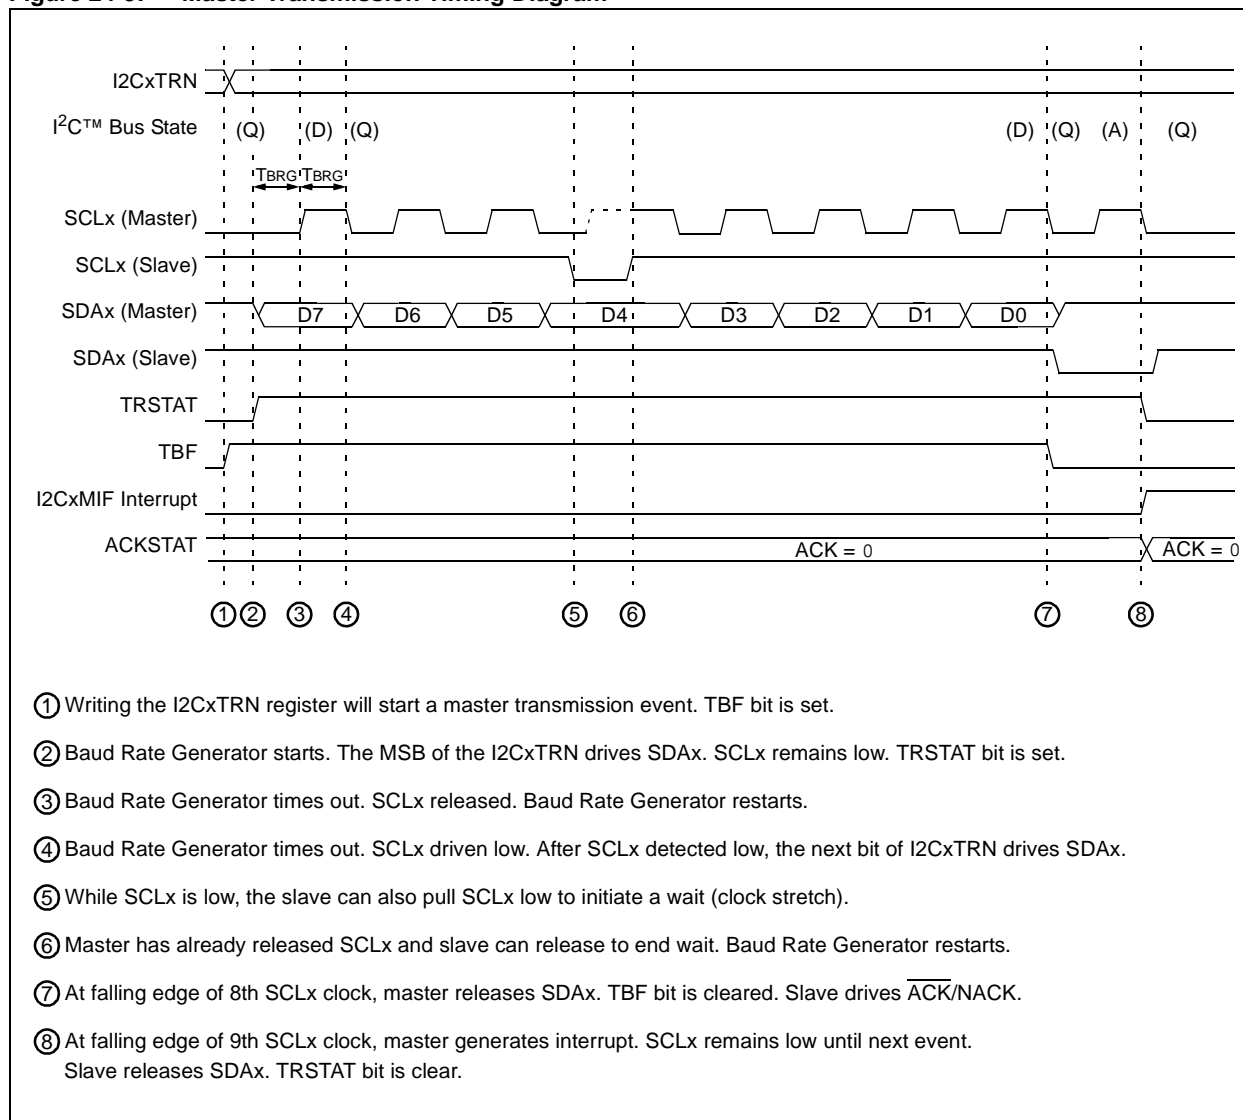 I2CxTRN
I²C™ Bus State (Q) (D) (Q) (D) (Q) (A) (Q)
TBRG TBRG
SCLx (Master)
SCLx (Slave)
SDAx (Master) D7 D6 D5 D4 D3 D2 D1 D0
SDAx (Slave)
TRSTAT
TBF
I2CxMIF Interrupt
ACKSTAT ACK = 0 ACK = 0
① ② ③ ④ ⑤ ⑥ ⑦ ⑧
① Writing the I2CxTRN register will start a master transmission event. TBF bit is set.
② Baud Rate Generator starts. The MSB of the I2CxTRN drives SDAx. SCLx remains low. TRSTAT bit is set.
③ Baud Rate Generator times out. SCLx released. Baud Rate Generator restarts.
④ Baud Rate Generator times out. SCLx driven low. After SCLx detected low, the next bit of I2CxTRN drives SDAx.
⑤ While SCLx is low, the slave can also pull SCLx low to initiate a wait (clock stretch).
⑥ Master has already released SCLx and slave can release to end wait. Baud Rate Generator restarts.
⑦ At falling edge of 8th SCLx clock, master releases SDAx. TBF bit is cleared. Slave drives A̅C̅K̅/NACK.
⑧ At falling edge of 9th SCLx clock, master generates interrupt. SCLx remains low until next event.
Slave releases SDAx. TRSTAT bit is clear.